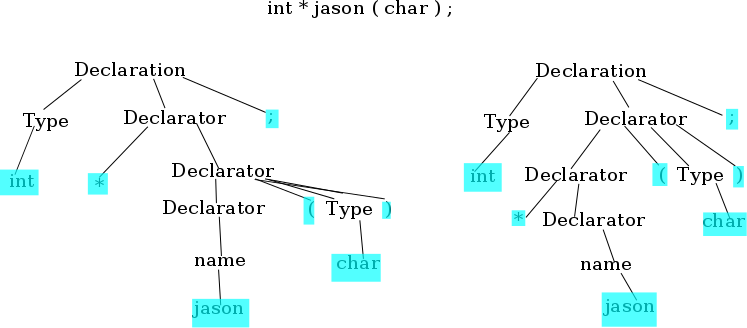 int * jason ( char ) ;
Declaration Declaration
Type Declarator ; Type Declarator ;
int * Declarator int Declarator ( Type )
Declarator ( Type ) * Declarator char
name char name
jason jason